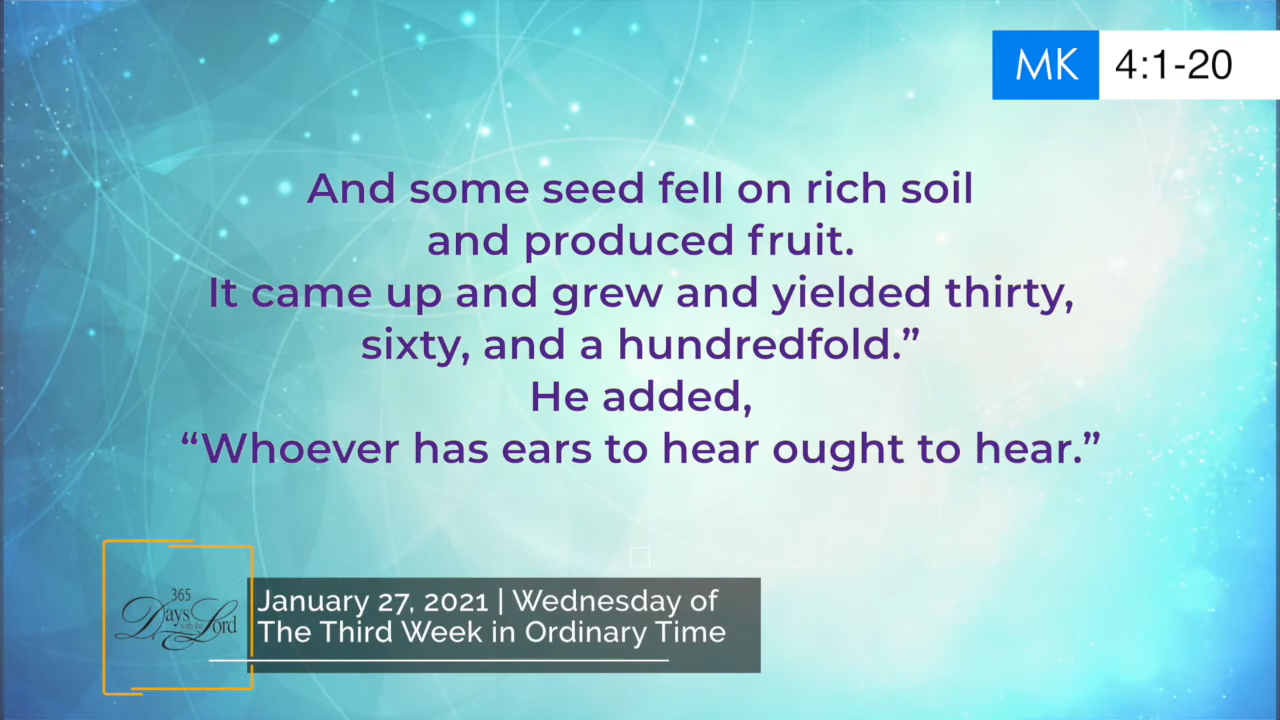 MK 4:1-20
And some seed fell on rich soil
and produced fruit.
It came up and grew and yielded thirty,
sixty, and a hundredfold.”
He added,
“Whoever has ears to hear ought to hear.”
365
Days with the Lord
January 27, 2021 | Wednesday of
The Third Week in Ordinary Time